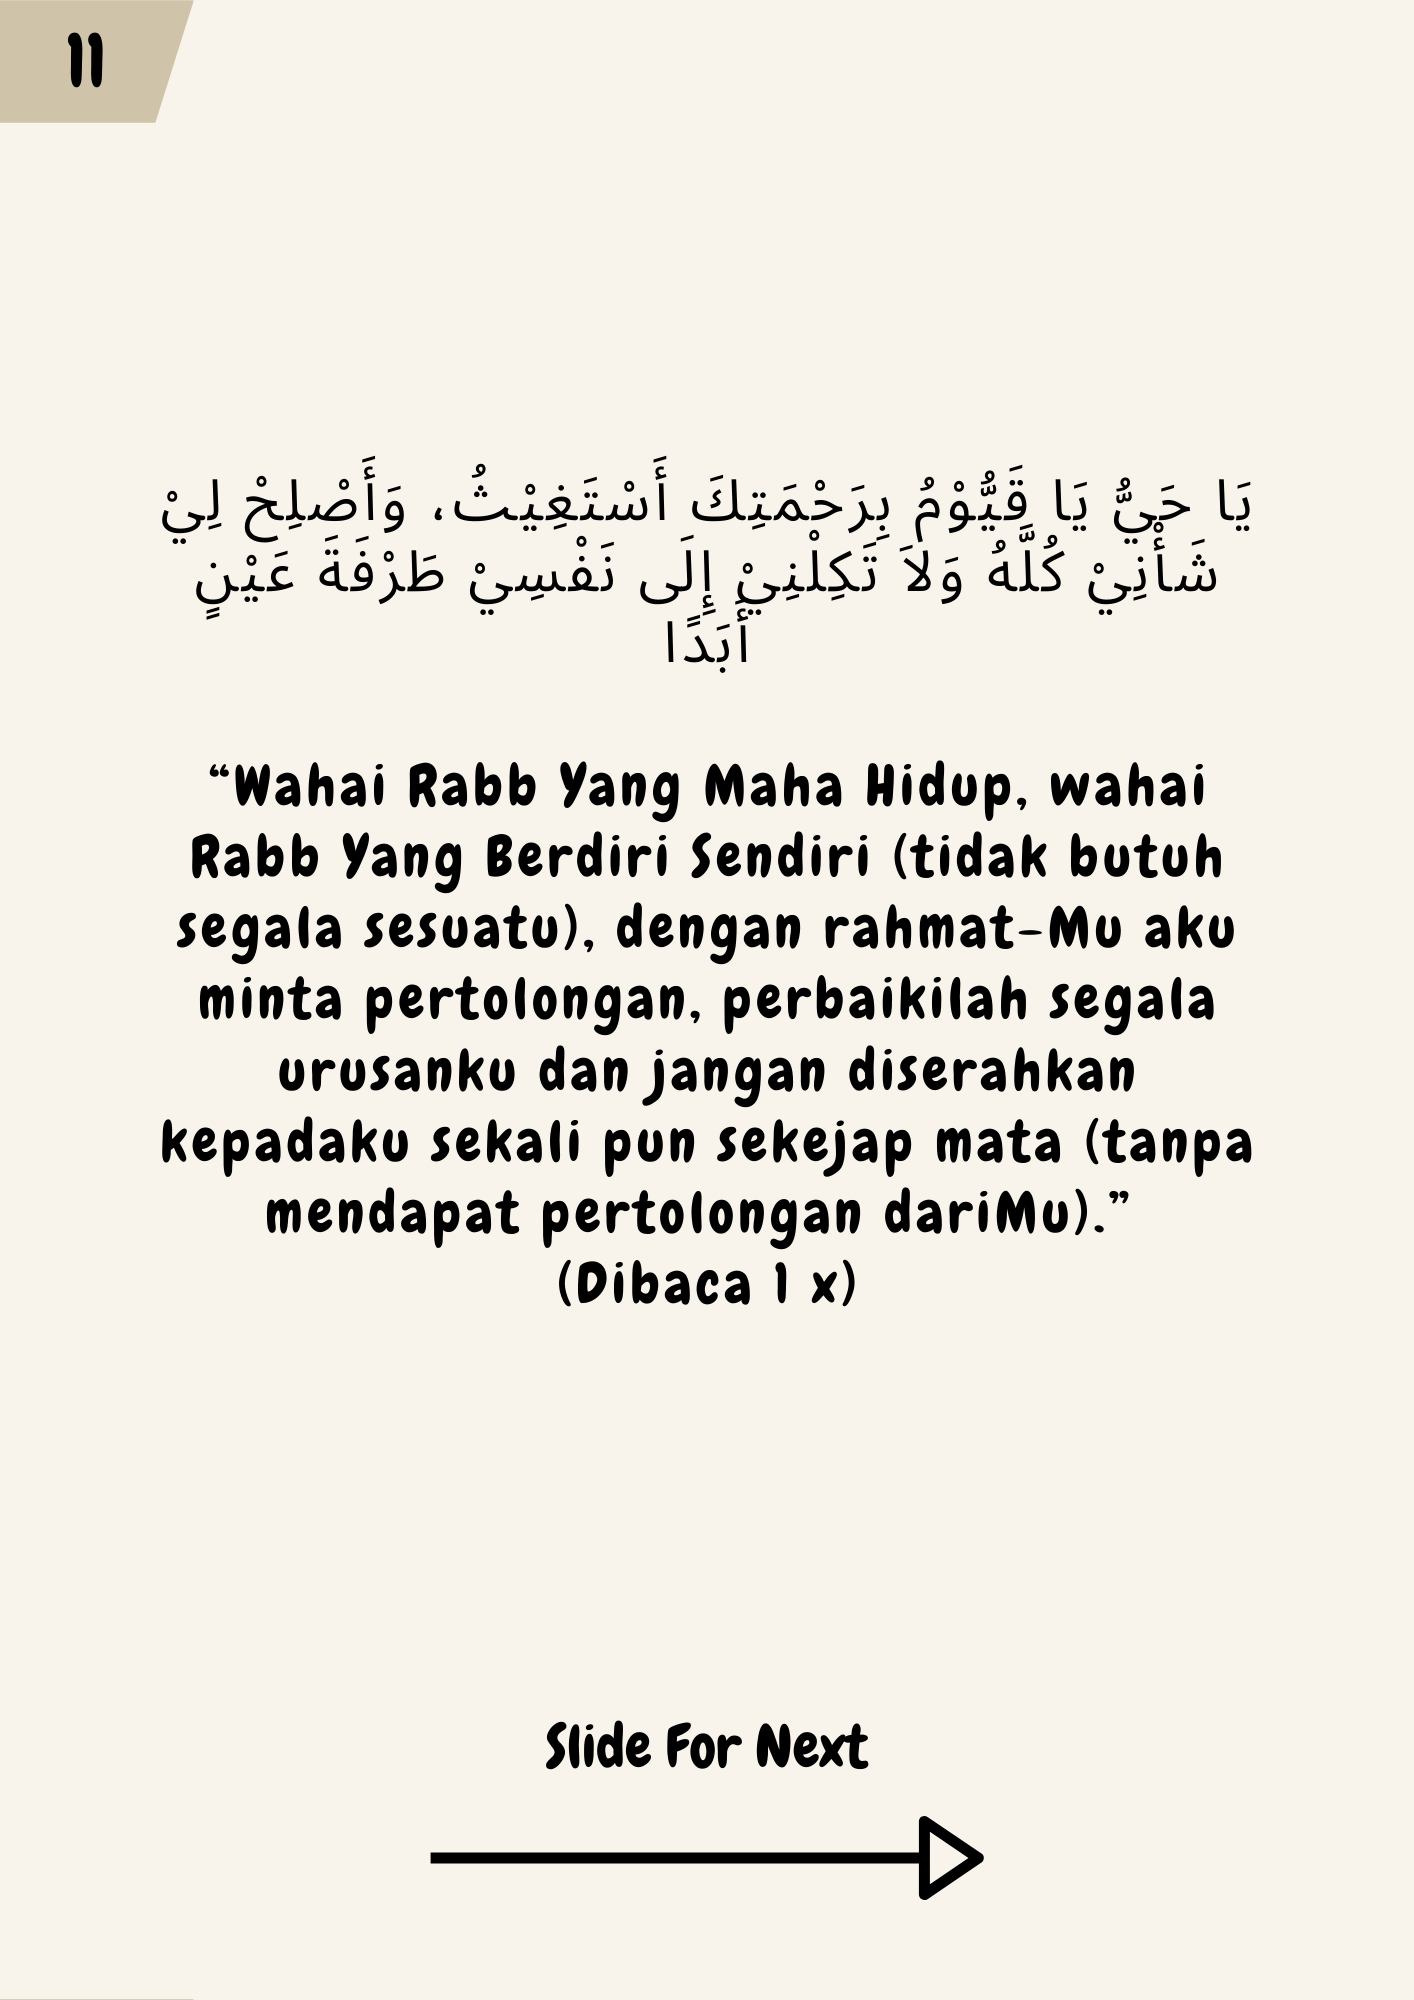 11
يَا حَيُّ يَا قَيُّوْمُ بِرَحْمَتِكَ أَسْتَغِيْثُ، وَأَصْلِحْ لِيْ
شَأْنِيْ كُلَّهُ وَلاَ تَكِلْنِيْ إِلَى نَفْسِيْ طَرْفَةَ عَيْنٍ
أَبَدًا
“Wahai Rabb Yang Maha Hidup, wahai
Rabb Yang Berdiri Sendiri (tidak butuh
segala sesuatu), dengan rahmat-Mu aku
minta pertolongan, perbaikilah segala
urusanku dan jangan diserahkan
kepadaku sekali pun sekejap mata (tanpa
mendapat pertolongan dariMu).”
(Dibaca 1 x)
Slide For Next